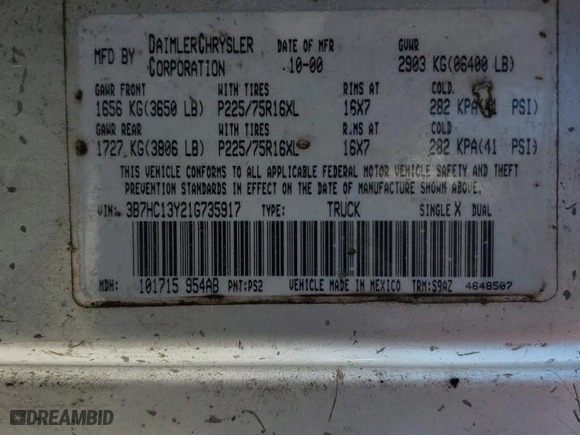 MFD BY DAIMLERCHRYSLER CORPORATION DATE OF MFR 10-00 GVWR 2903 KG(06400 LB)
GAWR FRONT WITH TIRES RIMS AT COLD
1656 KG(3650 LB) P225/75R16XL 16X7 282 KPA( 1 PSI)
GAWR REAR WITH TIRES RIMS AT COLD
1727 KG(3806 LB) P225/75R16XL 16X7 282 KPA(41 PSI)
THIS VEHICLE CONFORMS TO ALL APPLICABLE FEDERAL MOTOR VEHICLE SAFETY AND THEFT
PREVENTION STANDARDS IN EFFECT ON THE DATE OF MANUFACTURE SHOWN ABOVE.
VIN: 3B7HC13Y21G735917 TYPE: TRUCK SINGLE X DUAL
MDH: 101715 954AB PNT:PS2 VEHICLE MADE IN MEXICO TRM:S9AZ 4648507
DREAMBID